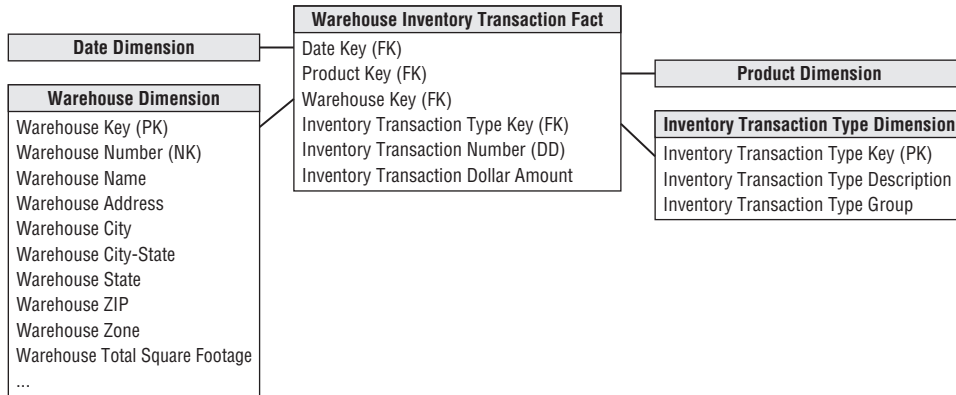 Warehouse Inventory Transaction Fact
Date Key (FK)
Product Key (FK)
Warehouse Key (FK)
Inventory Transaction Type Key (FK)
Inventory Transaction Number (DD)
Inventory Transaction Dollar Amount
Date Dimension
Warehouse Dimension
Warehouse Key (PK)
Warehouse Number (NK)
Warehouse Name
Warehouse Address
Warehouse City
Warehouse City-State
Warehouse State
Warehouse ZIP
Warehouse Zone
Warehouse Total Square Footage
...
Product Dimension
Inventory Transaction Type Dimension
Inventory Transaction Type Key (PK)
Inventory Transaction Type Description
Inventory Transaction Type Group